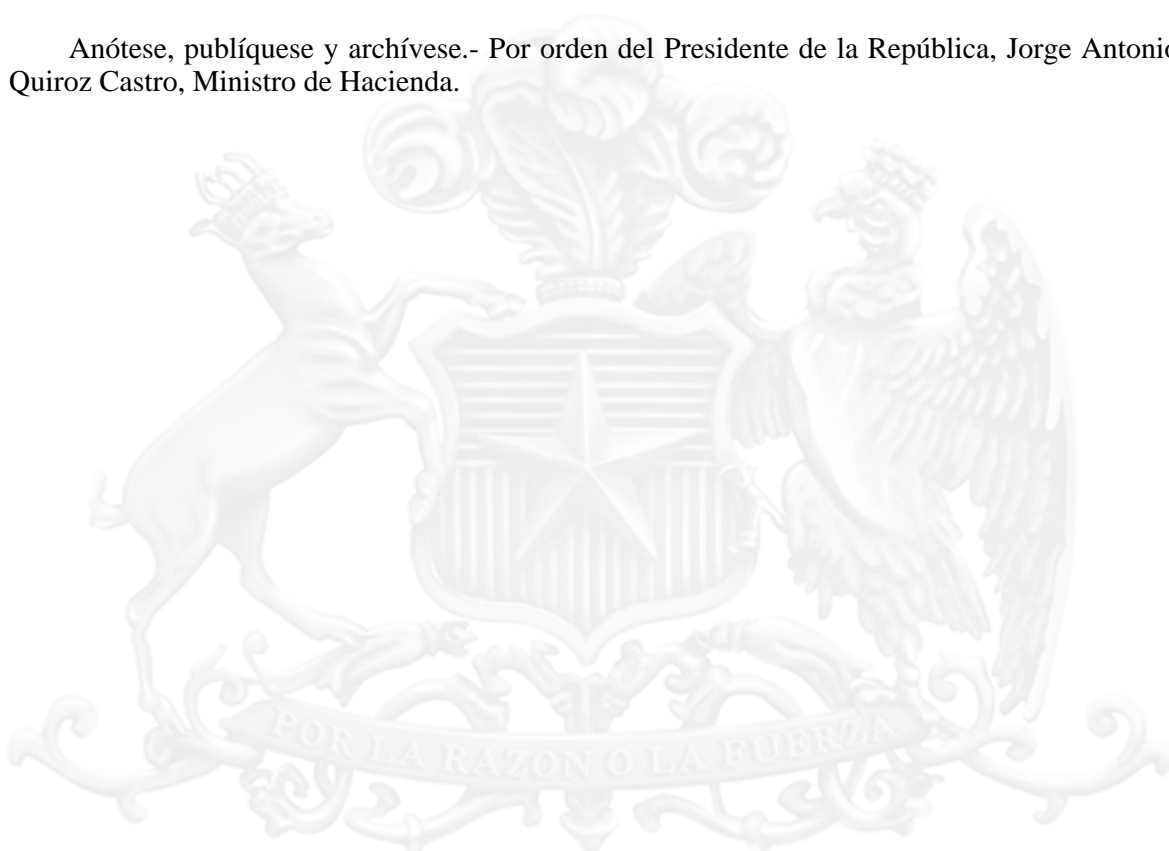 Anótese, publíquese y archívese.- Por orden del Presidente de la República, Jorge Antonio
Quiroz Castro, Ministro de Hacienda.
POR LA RAZON O LA FUERZA